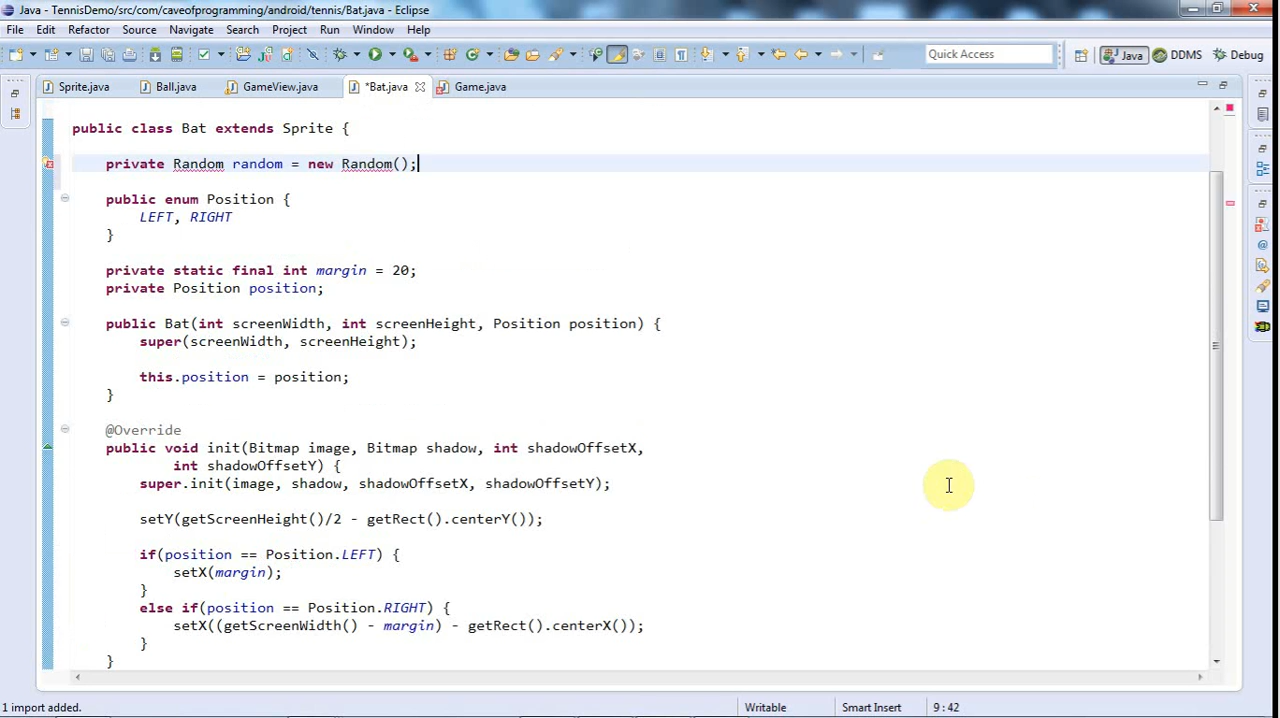 Java - TennisDemo/src/com/caveofprogramming/android/tennis/Bat.java - Eclipse
File Edit Refactor Source Navigate Search Project Run Window Help
Quick Access Java DDMS Debug
Sprite.java Ball.java GameView.java *Bat.java Game.java
public class Bat extends Sprite {
private Random random = new Random();
public enum Position {
LEFT, RIGHT
}
private static final int margin = 20;
private Position position;
public Bat(int screenWidth, int screenHeight, Position position) {
super(screenWidth, screenHeight);
this.position = position;
}
@Override
public void init(Bitmap image, Bitmap shadow, int shadowOffsetX,
int shadowOffsetY) {
super.init(image, shadow, shadowOffsetX, shadowOffsetY);
setY(getScreenHeight()/2 - getRect().centerY());
if(position == Position.LEFT) {
setX(margin);
}
else if(position == Position.RIGHT) {
setX((getScreenWidth() - margin) - getRect().centerX());
}
}
1 import added. Writable Smart Insert 9 : 42